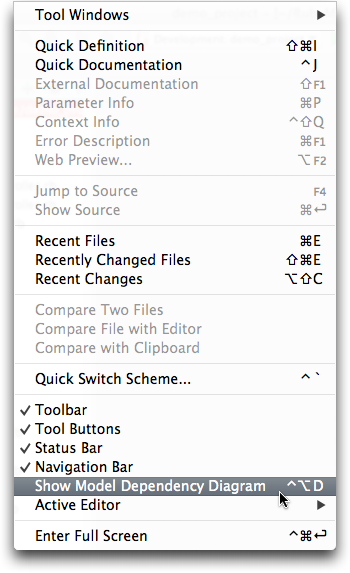 Tool Windows ▶
Quick Definition ⇧⌘I
Quick Documentation ^J
External Documentation ⇧F1
Parameter Info ⌘P
Context Info ^⇧Q
Error Description ⌘F1
Web Preview... ⌥F2
Jump to Source F4
Show Source ⌘↩
Recent Files ⌘E
Recently Changed Files ⇧⌘E
Recent Changes ⌥⇧C
Compare Two Files
Compare File with Editor
Compare with Clipboard
Quick Switch Scheme... ^`
✓ Toolbar
✓ Tool Buttons
✓ Status Bar
✓ Navigation Bar
Show Model Dependency Diagram ^⌥D
Active Editor ▶
Enter Full Screen ^⌘↩